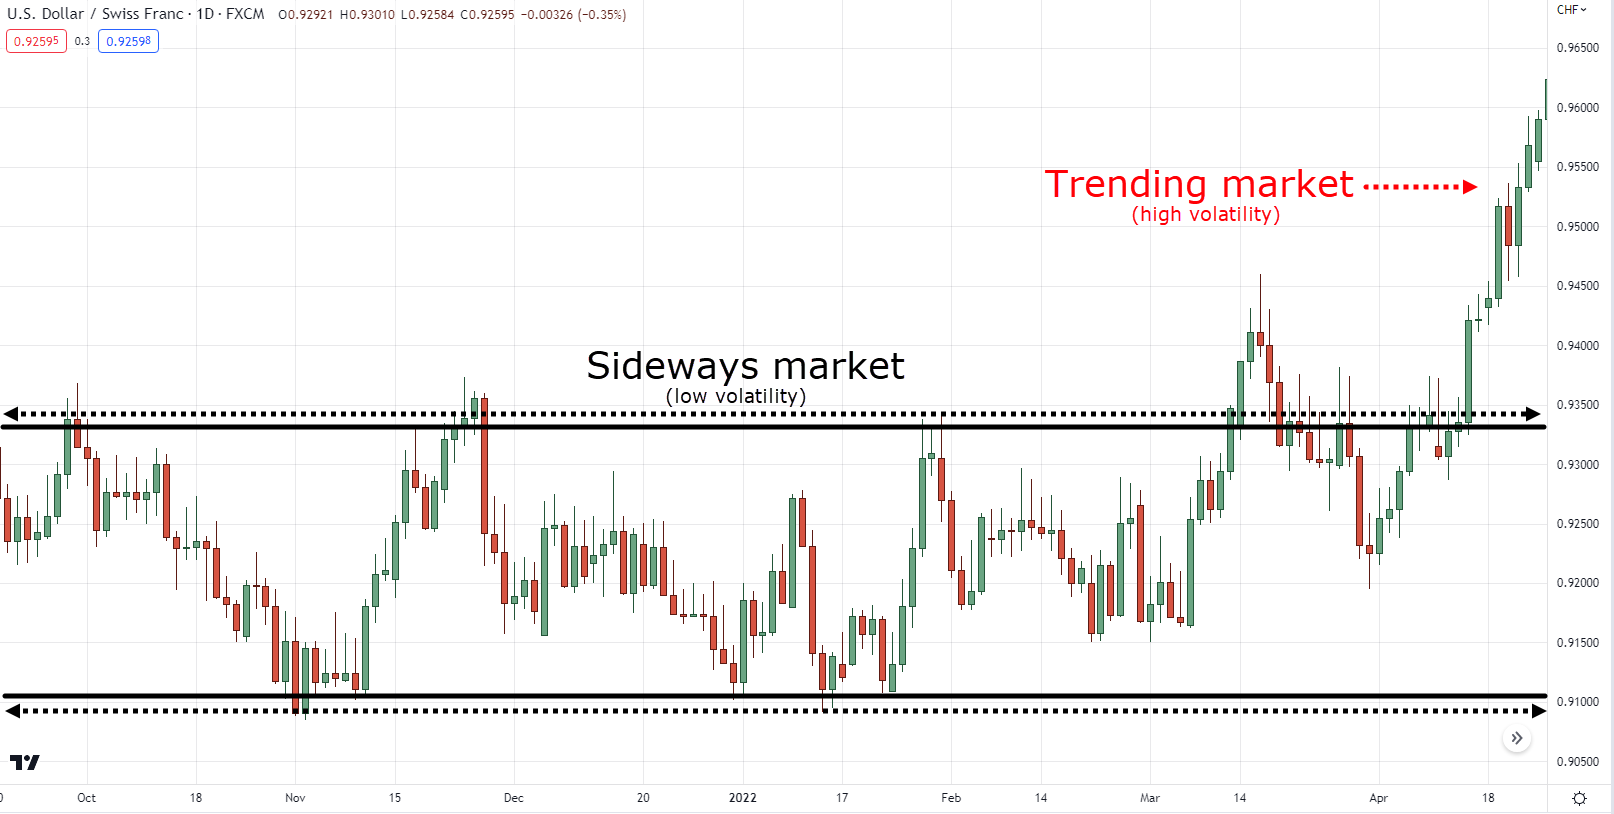 U.S. Dollar / Swiss Franc · 1D · FXCM O0.92921 H0.93010 L0.92584 C0.92595 −0.00326 (−0.35%)
CHF
0.92595 0.3 0.92598
0.96500
0.96000
0.95500
Trending market
(high volatility)
0.95000
0.94500
0.94000
Sideways market
(low volatility)
0.93500
0.93000
0.92500
0.92000
0.91500
0.91000
0.90500
Oct 18 Nov 15 Dec 20 2022 17 Feb 14 Mar 14 Apr 18